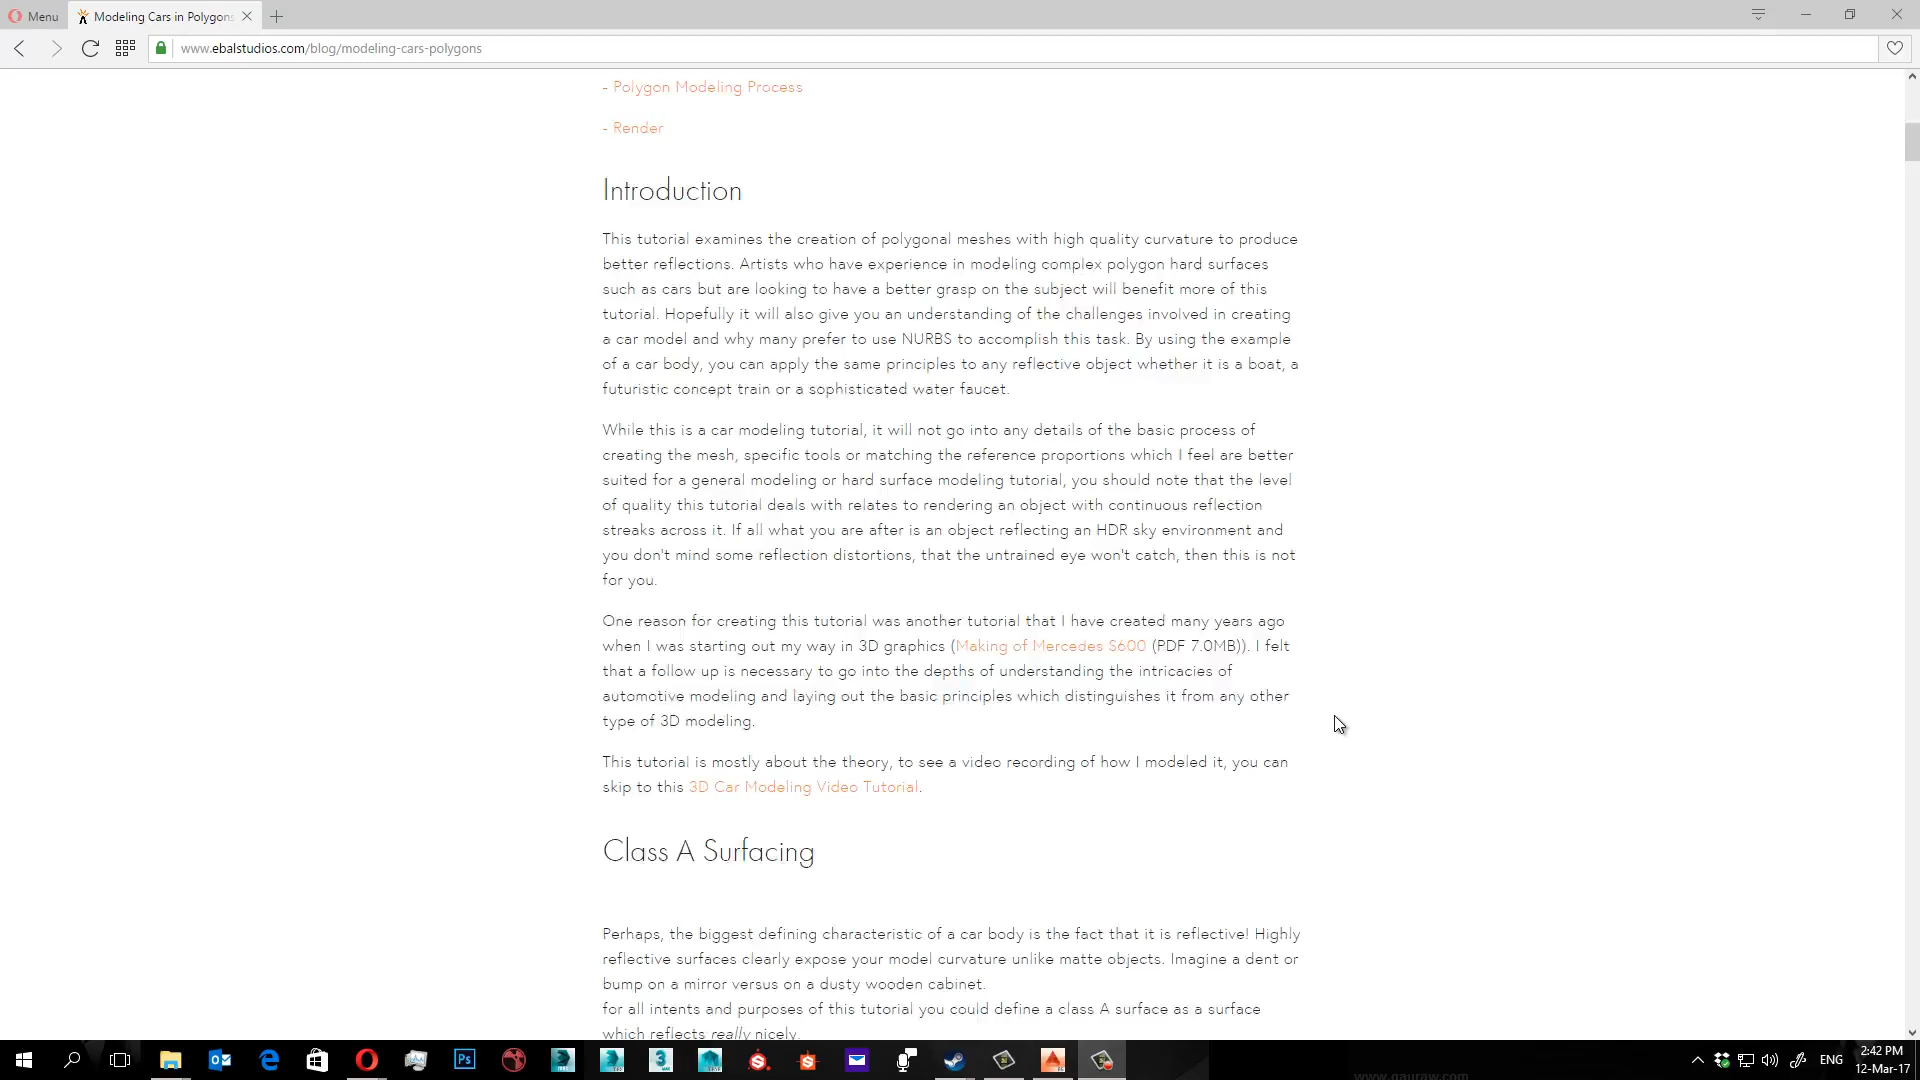 Menu
Modeling Cars in Polygons
www.ebalstudios.com/blog/modeling-cars-polygons
- Polygon Modeling Process
- Render
Introduction
This tutorial examines the creation of polygonal meshes with high quality curvature to produce
better reflections. Artists who have experience in modeling complex polygon hard surfaces
such as cars but are looking to have a better grasp on the subject will benefit more of this
tutorial. Hopefully it will also give you an understanding of the challenges involved in creating
a car model and why many prefer to use NURBS to accomplish this task. By using the example
of a car body, you can apply the same principles to any reflective object whether it is a boat, a
futuristic concept train or a sophisticated water faucet.
While this is a car modeling tutorial, it will not go into any details of the basic process of
creating the mesh, specific tools or matching the reference proportions which I feel are better
suited for a general modeling or hard surface modeling tutorial, you should note that the level
of quality this tutorial deals with relates to rendering an object with continuous reflection
streaks across it. If all what you are after is an object reflecting an HDR sky environment and
you don't mind some reflection distortions, that the untrained eye won't catch, then this is not
for you.
One reason for creating this tutorial was another tutorial that I have created many years ago
when I was starting out my way in 3D graphics (Making of Mercedes S600 (PDF 7.0MB)). I felt
that a follow up is necessary to go into the depths of understanding the intricacies of
automotive modeling and laying out the basic principles which distinguishes it from any other
type of 3D modeling.
This tutorial is mostly about the theory, to see a video recording of how I modeled it, you can
skip to this 3D Car Modeling Video Tutorial.
Class A Surfacing
Perhaps, the biggest defining characteristic of a car body is the fact that it is reflective! Highly
reflective surfaces clearly expose your model curvature unlike matte objects. Imagine a dent or
bump on a mirror versus on a dusty wooden cabinet.
for all intents and purposes of this tutorial you could define a class A surface as a surface
which reflects really nicely.
Ps
ENG
2:42 PM
12-Mar-17
www.gauraw.com